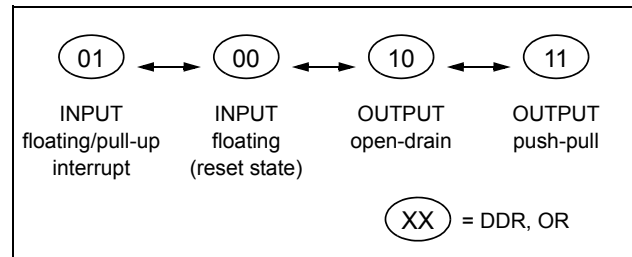 01 00 10 11
INPUT INPUT OUTPUT OUTPUT
floating/pull-up floating open-drain push-pull
interrupt (reset state)
XX = DDR, OR